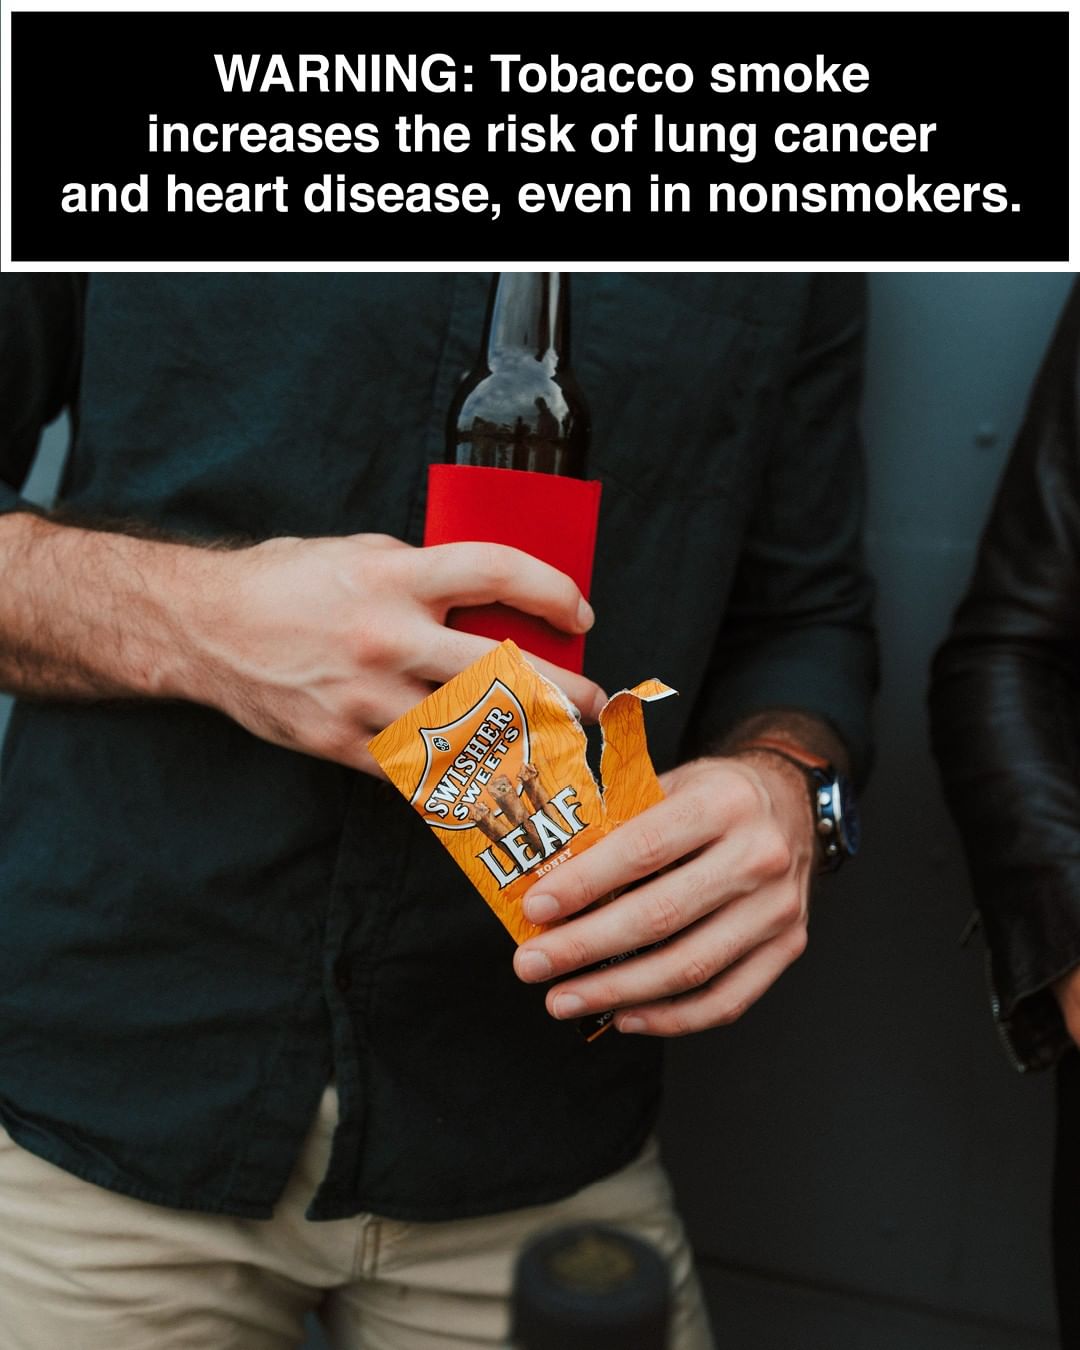 WARNING: Tobacco smoke
increases the risk of lung cancer
and heart disease, even in nonsmokers.
SWISHER
SWEETS
LEAF
HONEY